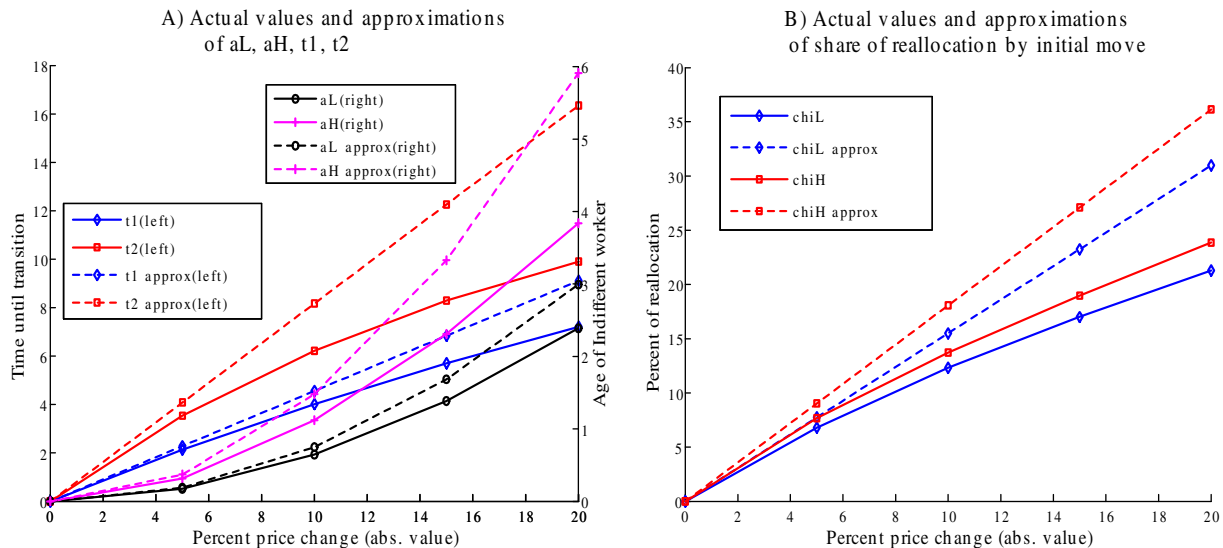 A) Actual values and approximations
of aL, aH, t1, t2
18
16
14
12
10
8
6
4
2
0
Time until transition
aL(right)
aH(right)
aL approx(right)
aH approx(right)
t1(left)
t2(left)
t1 approx(left)
t2 approx(left)
6
5
4
3
2
1
0
Age of Indifferent worker
0 2 4 6 8 10 12 14 16 18 20
Percent price change (abs. value)
B) Actual values and approximations
of share of reallocation by initial move
40
35
30
25
20
15
10
5
0
Percent of reallocation
chiL
chiL approx
chiH
chiH approx
0 2 4 6 8 10 12 14 16 18 20
Percent price change (abs. value)